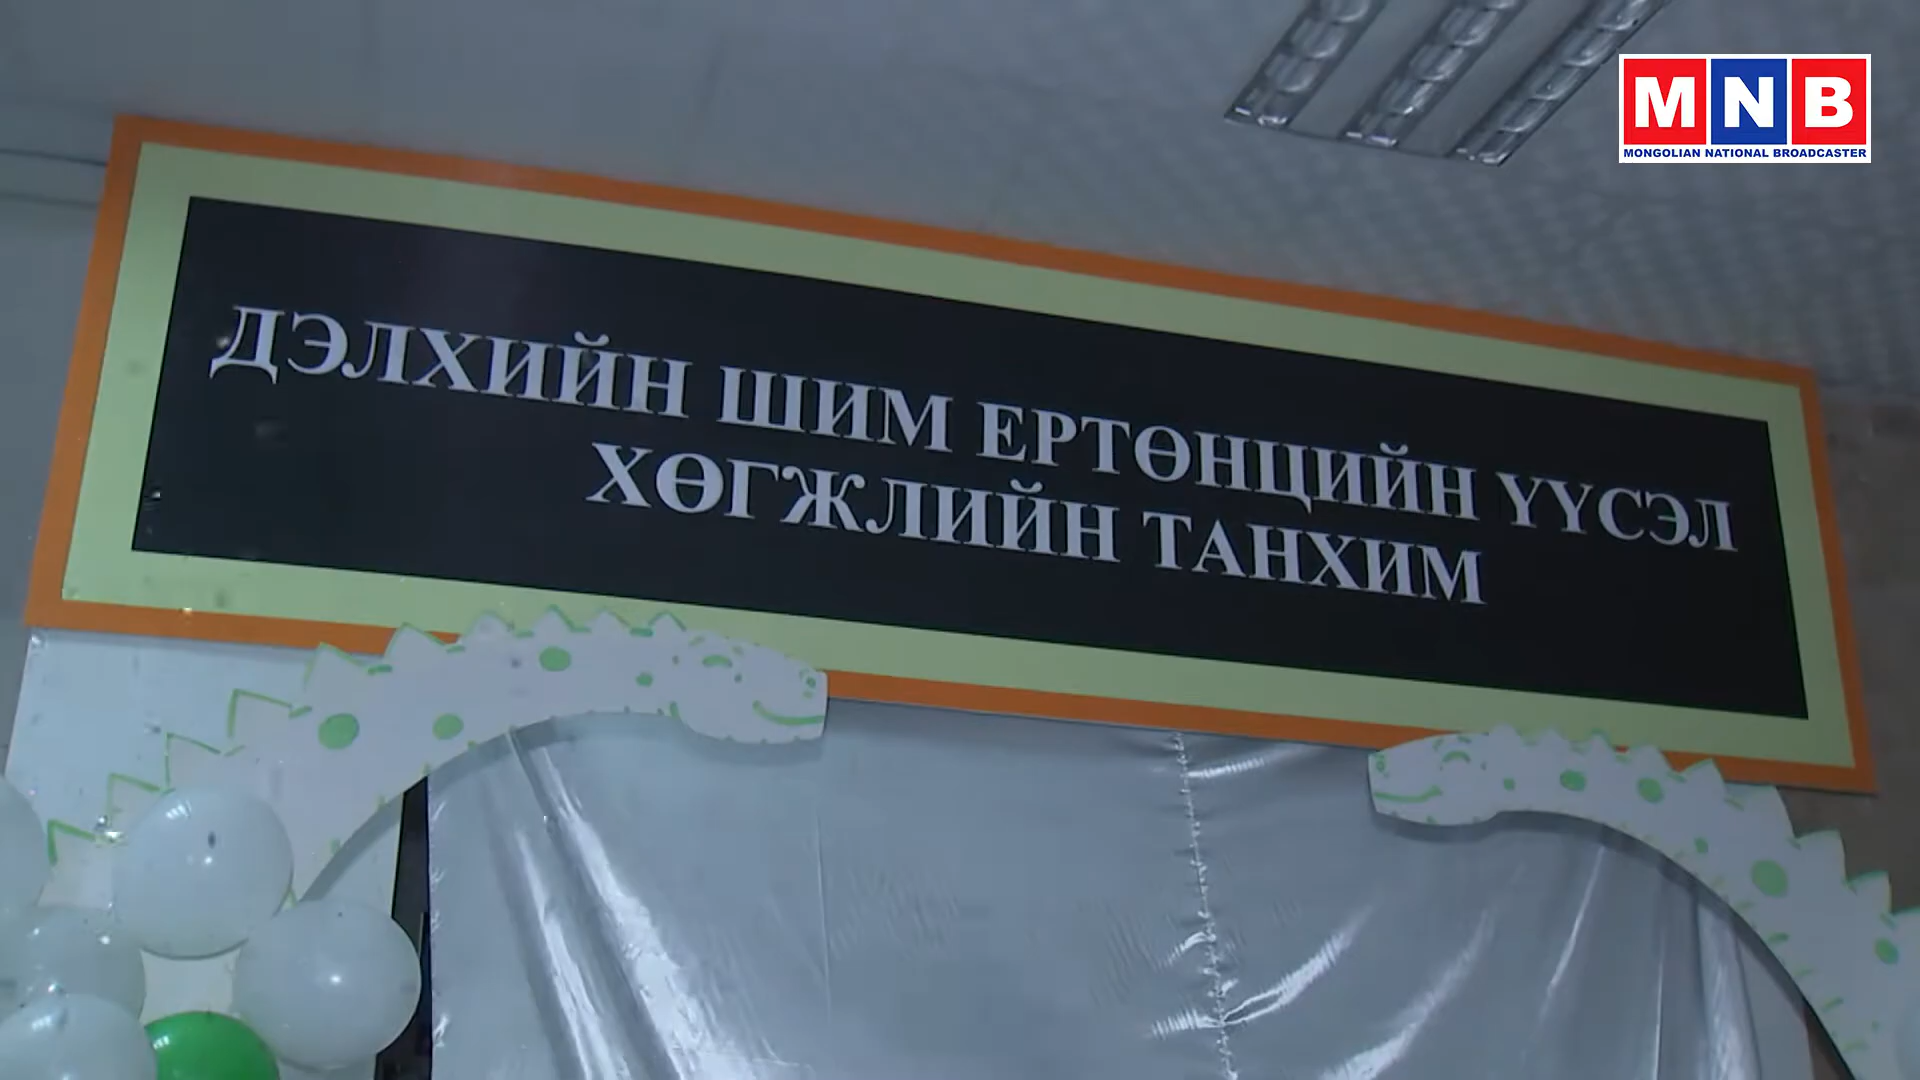 MNB
MONGOLIAN NATIONAL BROADCASTER
ДЭЛХИЙН ШИМ ЕРТӨНЦИЙН ҮҮСЭЛ
ХӨГЖЛИЙН ТАНХИМ